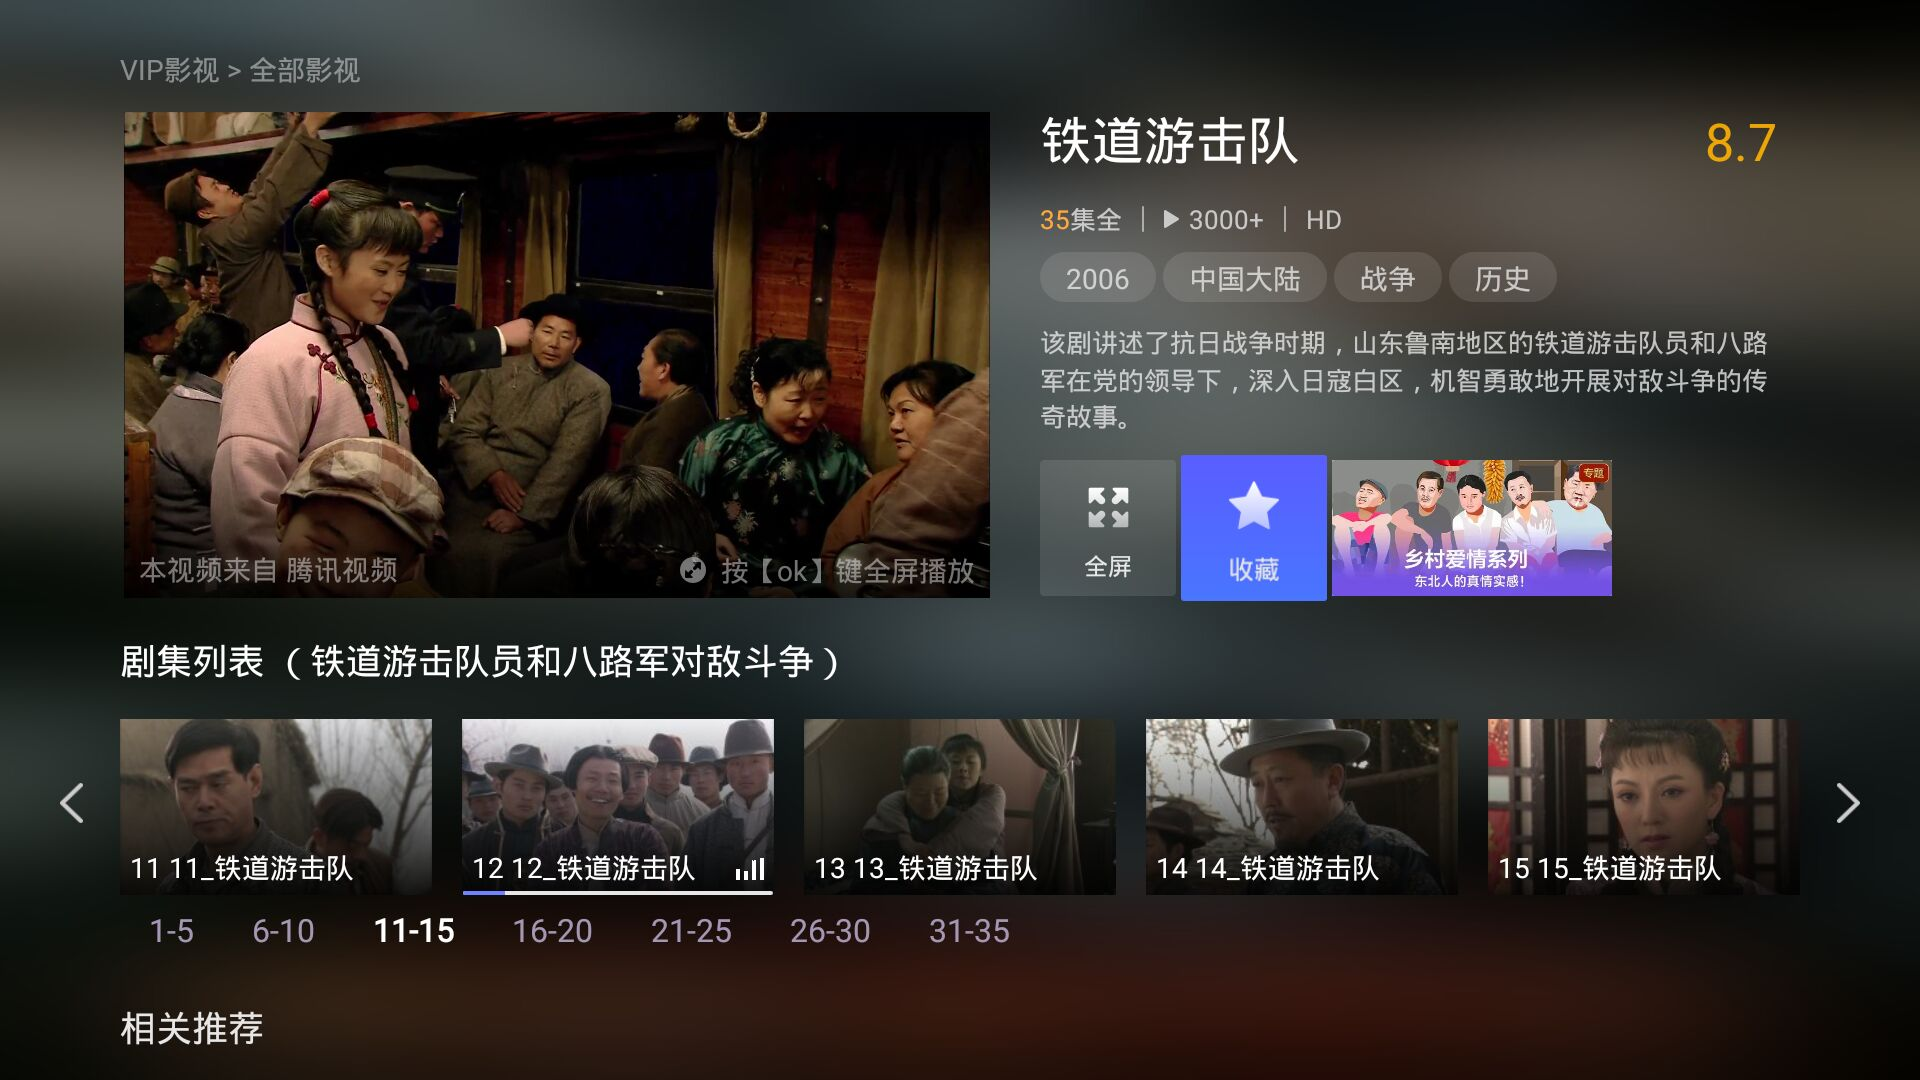 VIP影视 > 全部影视
铁道游击队
8.7
35集全 | 3000+ | HD
2006 中国大陆 战争 历史
该剧讲述了抗日战争时期，山东鲁南地区的铁道游击队员和八路
军在党的领导下，深入日寇白区，机智勇敢地开展对敌斗争的传
奇故事。
本视频来自 腾讯视频
按【ok】键全屏播放
全屏
收藏
专题
乡村爱情系列
东北人的真情实感！
剧集列表 （铁道游击队员和八路军对敌斗争）
11 11_铁道游击队
12 12_铁道游击队
13 13_铁道游击队
14 14_铁道游击队
15 15_铁道游击队
1-5 6-10 11-15 16-20 21-25 26-30 31-35
相关推荐